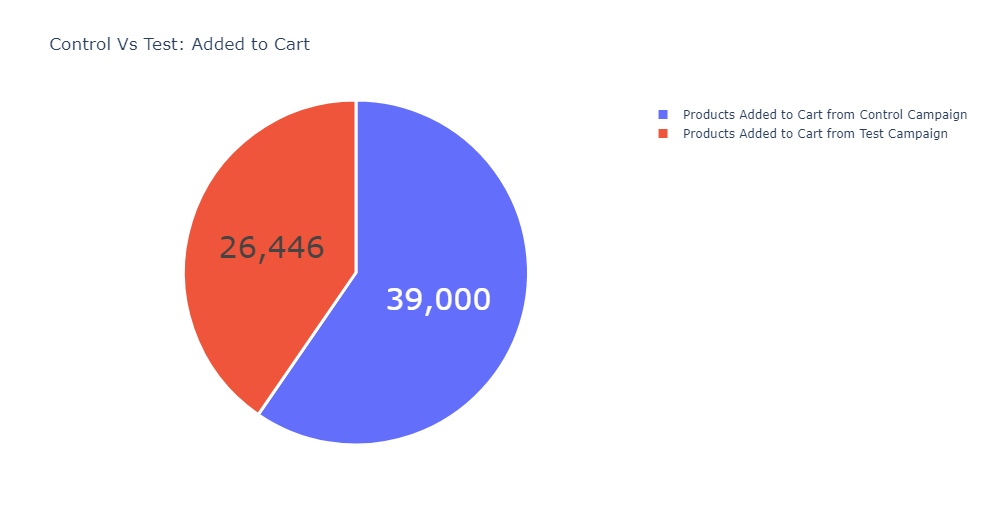 Control Vs Test: Added to Cart
Products Added to Cart from Control Campaign
Products Added to Cart from Test Campaign
26,446
39,000